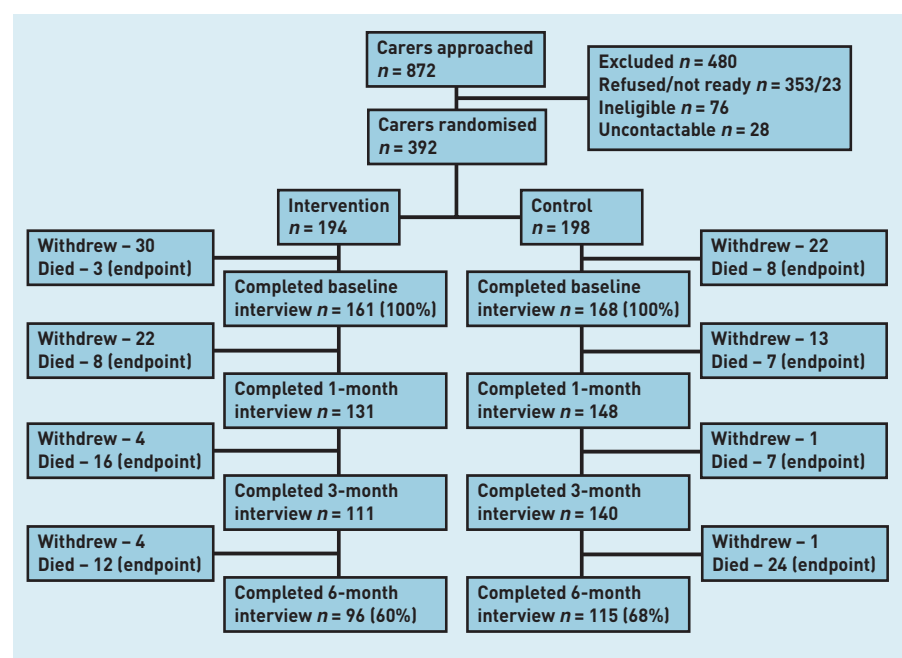 Carers approached
n = 872
Excluded n = 480
Refused/not ready n = 353/23
Ineligible n = 76
Uncontactable n = 28
Carers randomised
n = 392
Intervention
n = 194
Control
n = 198
Withdrew – 30
Died – 3 (endpoint)
Withdrew – 22
Died – 8 (endpoint)
Completed baseline
interview n = 161 (100%)
Completed baseline
interview n = 168 (100%)
Withdrew – 22
Died – 8 (endpoint)
Withdrew – 13
Died – 7 (endpoint)
Completed 1-month
interview n = 131
Completed 1-month
interview n = 148
Withdrew – 4
Died – 16 (endpoint)
Withdrew – 1
Died – 7 (endpoint)
Completed 3-month
interview n = 111
Completed 3-month
interview n = 140
Withdrew – 4
Died – 12 (endpoint)
Withdrew – 1
Died – 24 (endpoint)
Completed 6-month
interview n = 96 (60%)
Completed 6-month
interview n = 115 (68%)